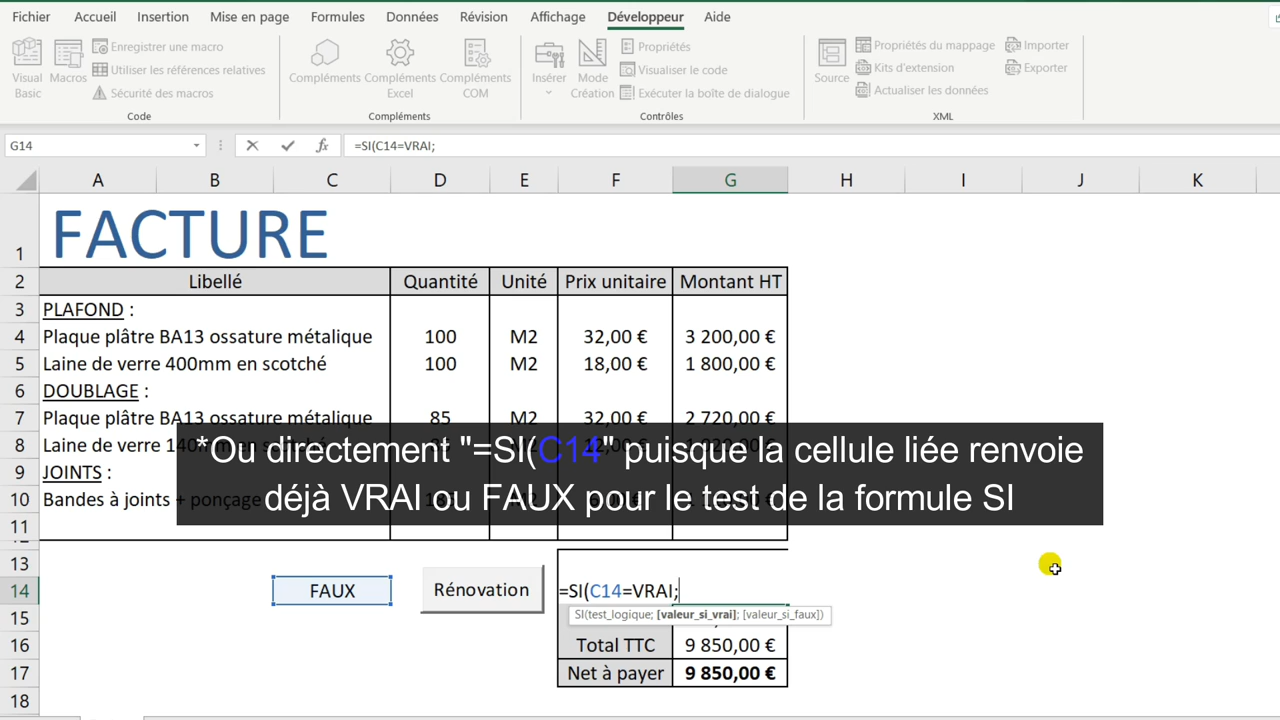 Fichier Accueil Insertion Mise en page Formules Données Révision Affichage Développeur Aide
Visual Basic
Macros
Enregistrer une macro
Utiliser les références relatives
Sécurité des macros
Code
Compléments
Compléments Excel
Compléments COM
Compléments
Insérer
Mode Création
Propriétés
Visualiser le code
Exécuter la boîte de dialogue
Contrôles
Source
Propriétés du mappage
Kits d'extension
Actualiser les données
Importer
Exporter
XML
G14 fx =SI(C14=VRAI;
A B C D E F G H I J K
1 FACTURE
2 Libellé Quantité Unité Prix unitaire Montant HT
3 PLAFOND :
4 Plaque plâtre BA13 ossature métalique 100 M2 32,00 € 3 200,00 €
5 Laine de verre 400mm en scotché 100 M2 18,00 € 1 800,00 €
6 DOUBLAGE :
7 Plaque plâtre BA13 ossature métalique 85 M2 32,00 € 2 720,00 €
8 Laine de verre
9 JOINTS :
10 Bandes à joints + ponçage
11
*Ou directement "=SI(C14" puisque la cellule liée renvoie
déjà VRAI ou FAUX pour le test de la formule SI
12
13
14 FAUX Rénovation =SI(C14=VRAI;
SI(test_logique; [valeur_si_vrai]; [valeur_si_faux])
15
16 Total TTC 9 850,00 €
17 Net à payer 9 850,00 €
18